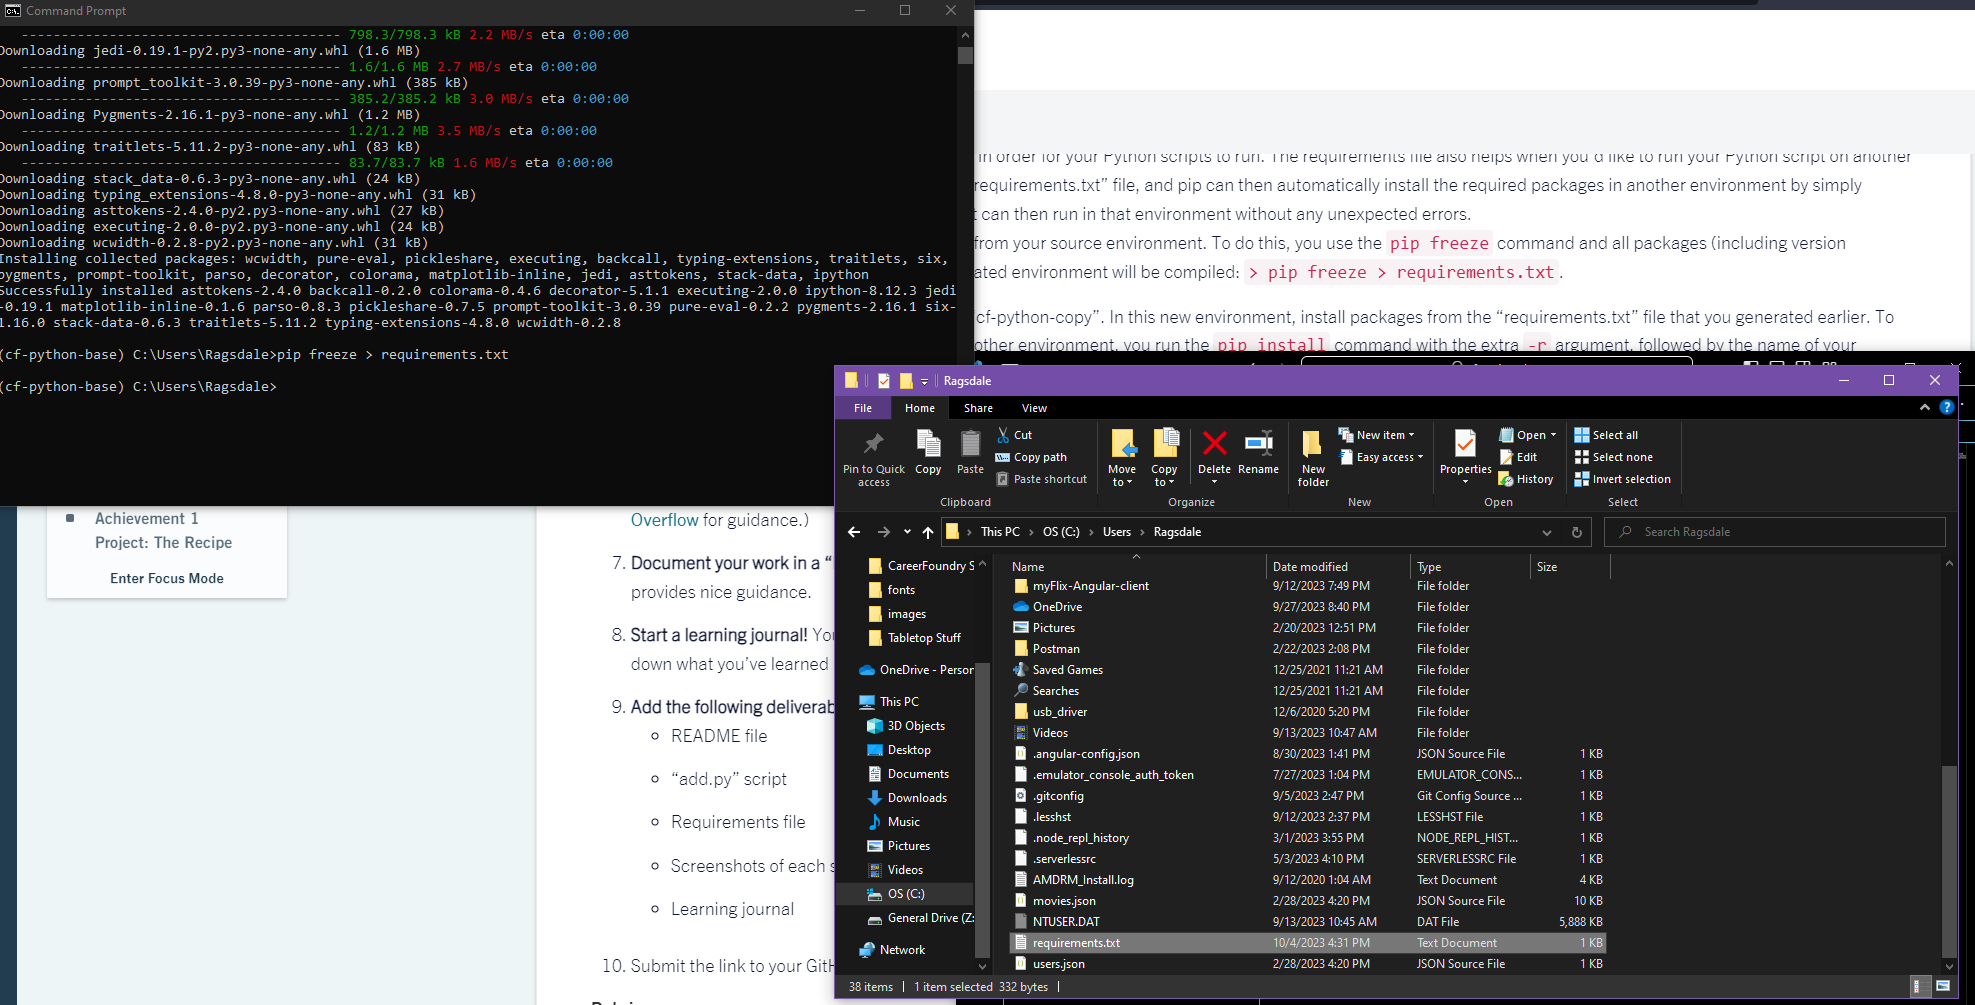 Command Prompt
---------------------------------------- 798.3/798.3 kB 2.2 MB/s eta 0:00:00
Downloading jedi-0.19.1-py2.py3-none-any.whl (1.6 MB)
---------------------------------------- 1.6/1.6 MB 2.7 MB/s eta 0:00:00
Downloading prompt_toolkit-3.0.39-py3-none-any.whl (385 kB)
---------------------------------------- 385.2/385.2 kB 3.0 MB/s eta 0:00:00
Downloading Pygments-2.16.1-py3-none-any.whl (1.2 MB)
---------------------------------------- 1.2/1.2 MB 3.5 MB/s eta 0:00:00
Downloading traitlets-5.11.2-py3-none-any.whl (83 kB)
---------------------------------------- 83.7/83.7 kB 1.6 MB/s eta 0:00:00
Downloading stack_data-0.6.3-py3-none-any.whl (24 kB)
Downloading typing_extensions-4.8.0-py3-none-any.whl (31 kB)
Downloading asttokens-2.4.0-py2.py3-none-any.whl (27 kB)
Downloading executing-2.0.0-py2.py3-none-any.whl (24 kB)
Downloading wcwidth-0.2.8-py2.py3-none-any.whl (31 kB)
Installing collected packages: wcwidth, pure-eval, pickleshare, executing, backcall, typing-extensions, traitlets, six,
pygments, prompt-toolkit, parso, decorator, colorama, matplotlib-inline, jedi, asttokens, stack-data, ipython
Successfully installed asttokens-2.4.0 backcall-0.2.0 colorama-0.4.6 decorator-5.1.1 executing-2.0.0 ipython-8.12.3 jedi
-0.19.1 matplotlib-inline-0.1.6 parso-0.8.3 pickleshare-0.7.5 prompt-toolkit-3.0.39 pure-eval-0.2.2 pygments-2.16.1 six-
1.16.0 stack-data-0.6.3 traitlets-5.11.2 typing-extensions-4.8.0 wcwidth-0.2.8
(cf-python-base) C:\Users\Ragsdale>pip freeze > requirements.txt
(cf-python-base) C:\Users\Ragsdale>
in order for your Python scripts to run. The requirements file also helps when you'd like to run your Python script on another
requirements.txt” file, and pip can then automatically install the required packages in another environment by simply
t can then run in that environment without any unexpected errors.
from your source environment. To do this, you use the pip freeze command and all packages (including version
ated environment will be compiled: > pip freeze > requirements.txt.
cf-python-copy”. In this new environment, install packages from the “requirements.txt” file that you generated earlier. To
other environment, you run the pip install command with the extra -r argument, followed by the name of your
Achievement 1
Project: The Recipe
Enter Focus Mode
Overflow for guidance.)
7. Document your work in a “
provides nice guidance.
8. Start a learning journal! You
down what you’ve learned
9. Add the following deliverab
README file
“add.py” script
Requirements file
Screenshots of each s
Learning journal
10. Submit the link to your GitH
Ragsdale
File Home Share View
Pin to Quick
access
Copy
Paste
Cut
Copy path
Paste shortcut
Clipboard
Move
to
Copy
to
Delete
Rename
Organize
New
folder
New item
Easy access
New
Properties
Open
Edit
History
Open
Select all
Select none
Invert selection
Select
This PC › OS (C:) › Users › Ragsdale
Search Ragsdale
CareerFoundry S
fonts
images
Tabletop Stuff
OneDrive - Person
This PC
3D Objects
Desktop
Documents
Downloads
Music
Pictures
Videos
OS (C:)
General Drive (Z:
Network
Name Date modified Type Size
myFlix-Angular-client 9/12/2023 7:49 PM File folder
OneDrive 9/27/2023 8:40 PM File folder
Pictures 2/20/2023 12:51 PM File folder
Postman 2/22/2023 2:08 PM File folder
Saved Games 12/25/2021 11:21 AM File folder
Searches 12/25/2021 11:21 AM File folder
usb_driver 12/6/2020 5:20 PM File folder
Videos 9/13/2023 10:47 AM File folder
.angular-config.json 8/30/2023 1:41 PM JSON Source File 1 KB
.emulator_console_auth_token 7/27/2023 1:04 PM EMULATOR_CONS... 1 KB
.gitconfig 9/5/2023 2:47 PM Git Config Source ... 1 KB
.lesshst 9/12/2023 2:37 PM LESSHST File 1 KB
.node_repl_history 3/1/2023 3:55 PM NODE_REPL_HIST... 1 KB
.serverlessrc 5/3/2023 4:10 PM SERVERLESSRC File 1 KB
AMDRM_Install.log 9/12/2020 1:04 AM Text Document 4 KB
movies.json 2/28/2023 4:20 PM JSON Source File 10 KB
NTUSER.DAT 9/13/2023 10:45 AM DAT File 5,888 KB
requirements.txt 10/4/2023 4:31 PM Text Document 1 KB
users.json 2/28/2023 4:20 PM JSON Source File 1 KB
38 items 1 item selected 332 bytes